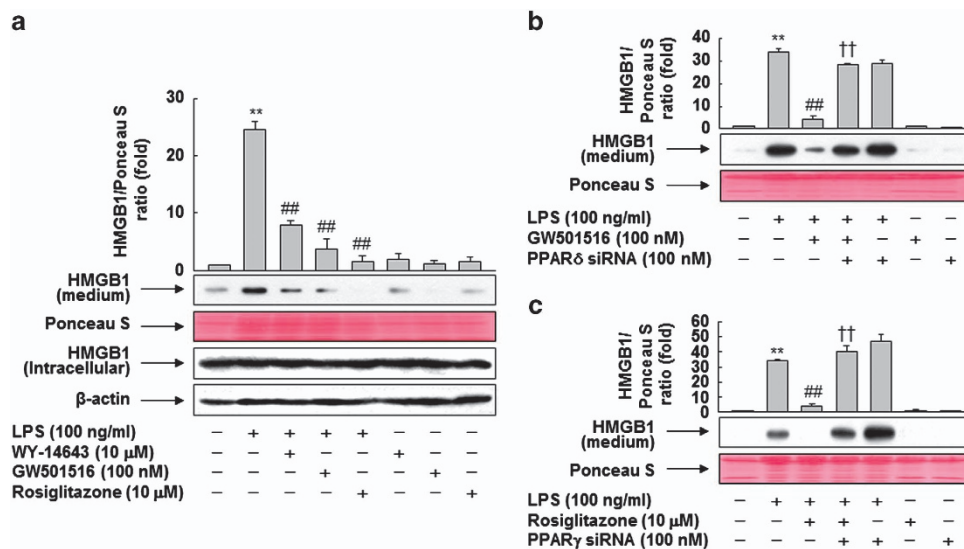 a
HMGB1/Ponceau S
ratio (fold)
30
20
10
0
**
##
##
##
HMGB1
(medium)
Ponceau S
HMGB1
(Intracellular)
β-actin
LPS (100 ng/ml) − + + + + − − −
WY-14643 (10 μM) − − + − − + − −
GW501516 (100 nM) − − − + − − + −
Rosiglitazone (10 μM) − − − − + − − +
b
HMGB1/
Ponceau S
ratio (fold)
40
30
20
10
0
**
##
††
HMGB1
(medium)
Ponceau S
LPS (100 ng/ml) − + + + + − −
GW501516 (100 nM) − − + + − + −
PPARδ siRNA (100 nM) − − − + + − +
c
HMGB1/
Ponceau S
ratio (fold)
60
50
40
30
20
10
0
**
##
††
HMGB1
(medium)
Ponceau S
LPS (100 ng/ml) − + + + + − −
Rosiglitazone (10 μM) − − + + − + −
PPARγ siRNA (100 nM) − − − + + − +